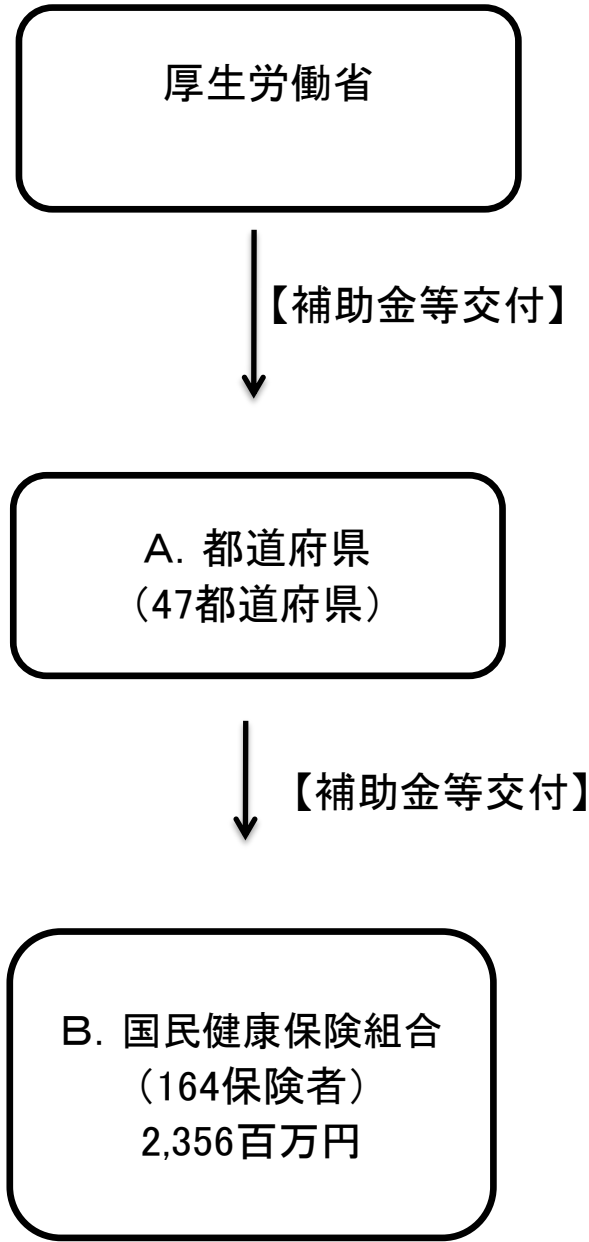 厚生労働省
【補助金等交付】
A. 都道府県
(47都道府県)
【補助金等交付】
B. 国民健康保険組合
(164保険者)
2,356百万円